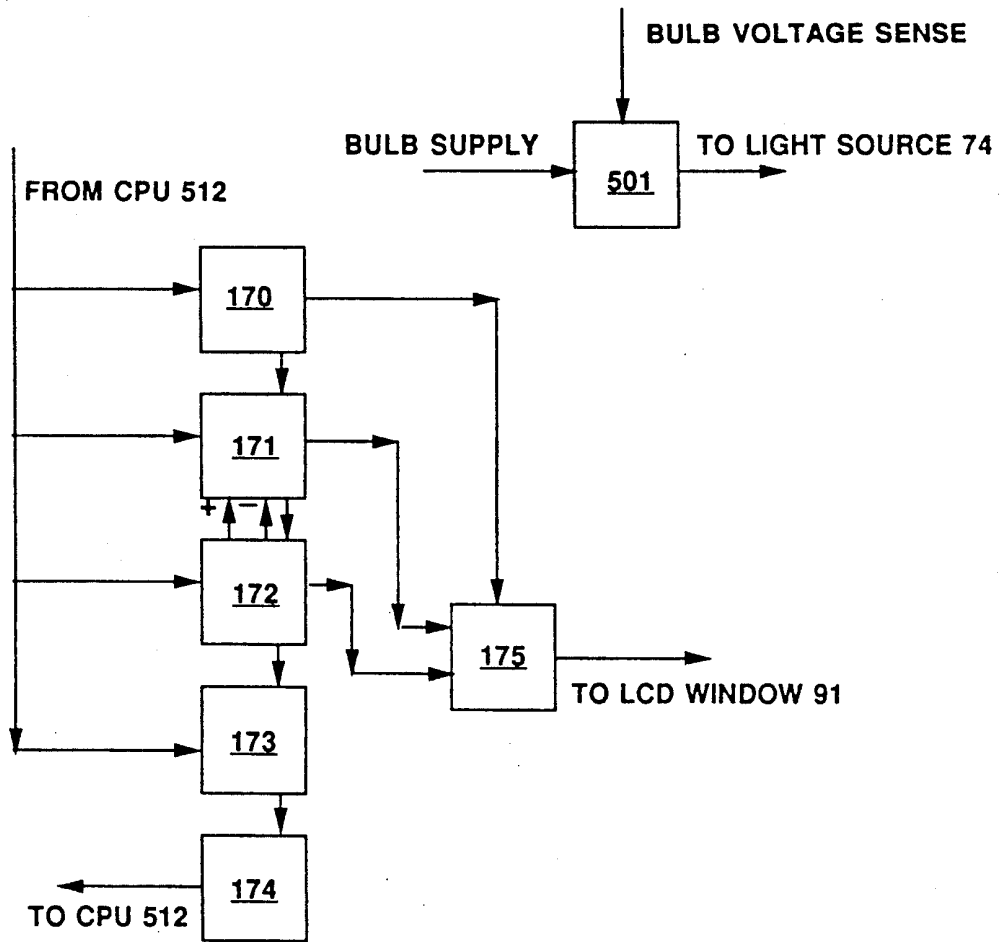 BULB VOLTAGE SENSE
BULB SUPPLY
TO LIGHT SOURCE 74
501
FROM CPU 512
170
171
+ −
172
175
TO LCD WINDOW 91
173
174
TO CPU 512